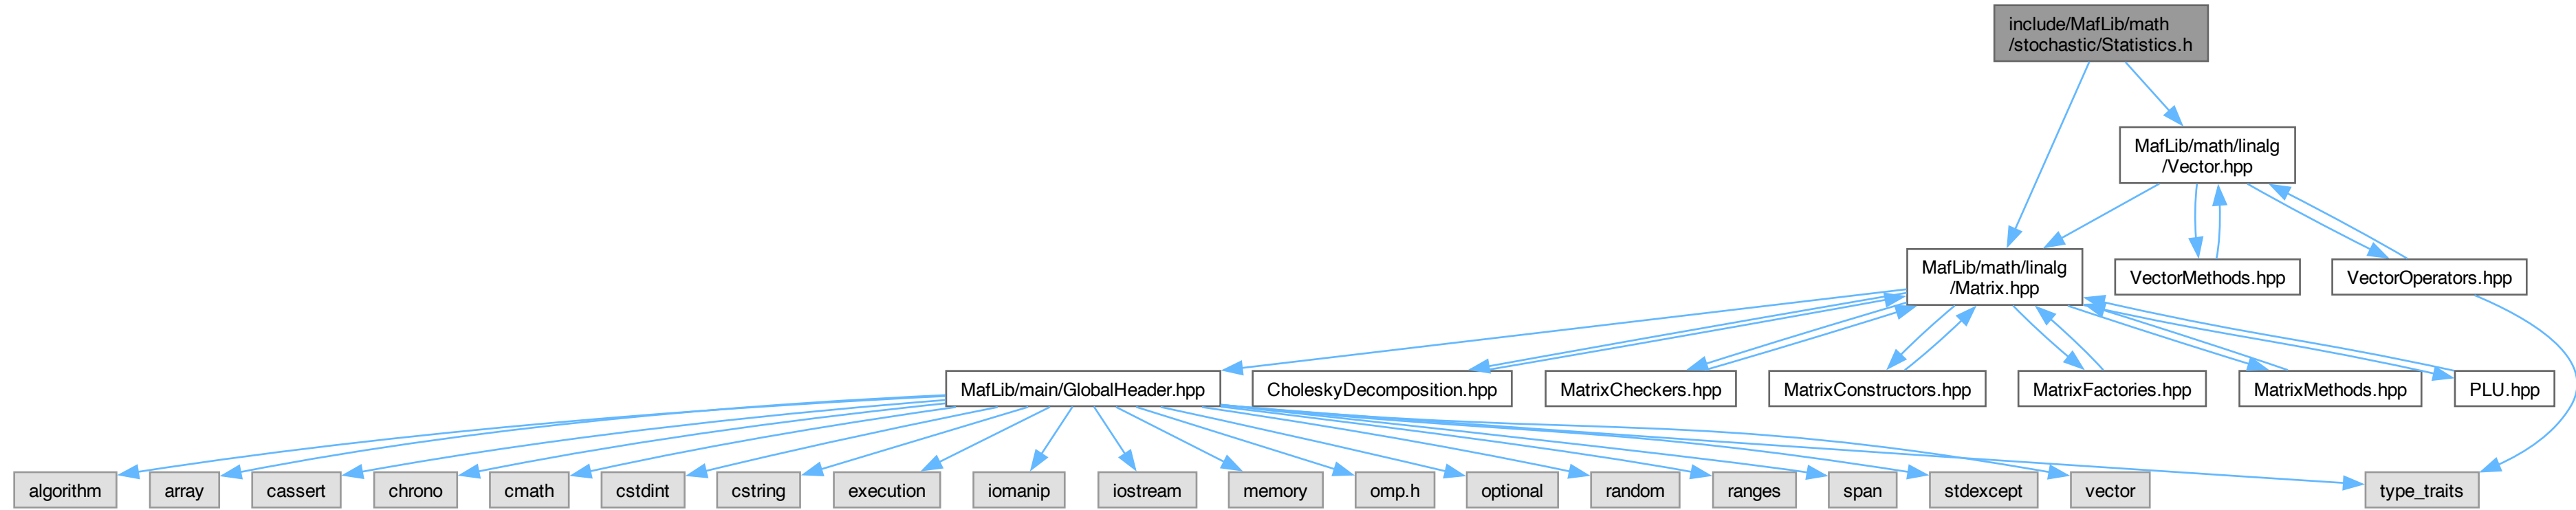 include/MafLib/math
/stochastic/Statistics.h
MafLib/math/linalg
/Vector.hpp
MafLib/math/linalg
/Matrix.hpp
VectorMethods.hpp
VectorOperators.hpp
MafLib/main/GlobalHeader.hpp
CholeskyDecomposition.hpp
MatrixCheckers.hpp
MatrixConstructors.hpp
MatrixFactories.hpp
MatrixMethods.hpp
PLU.hpp
algorithm
array
cassert
chrono
cmath
cstdint
cstring
execution
iomanip
iostream
memory
omp.h
optional
random
ranges
span
stdexcept
vector
type_traits